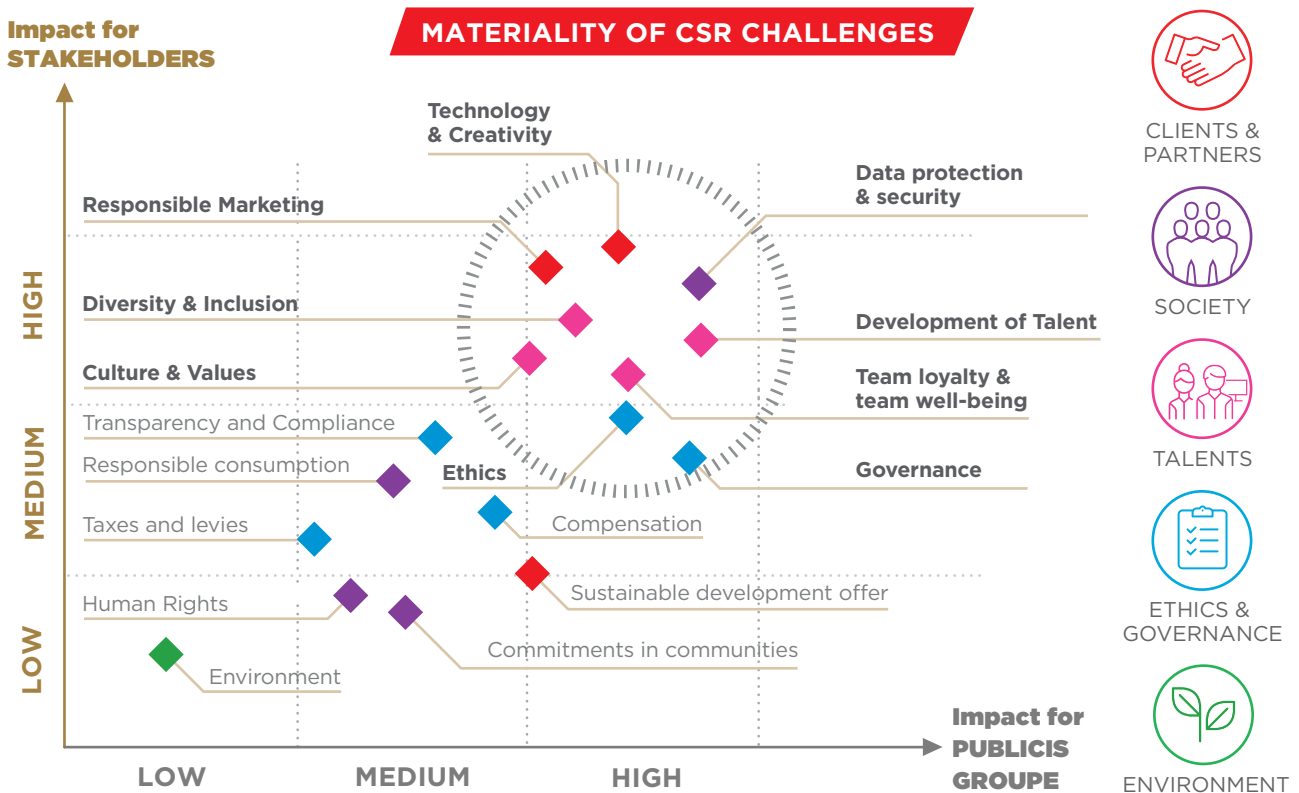 Impact for
STAKEHOLDERS
MATERIALITY OF CSR CHALLENGES
Technology
& Creativity
Responsible Marketing
Data protection
& security
Diversity & Inclusion
Development of Talent
Culture & Values
Team loyalty &
team well-being
Transparency and Compliance
Responsible consumption
Ethics
Governance
Taxes and levies
Compensation
Human Rights
Sustainable development offer
Commitments in communities
Environment
HIGH
MEDIUM
LOW
LOW
MEDIUM
HIGH
Impact for
PUBLICIS
GROUPE
CLIENTS &
PARTNERS
SOCIETY
TALENTS
ETHICS &
GOVERNANCE
ENVIRONMENT